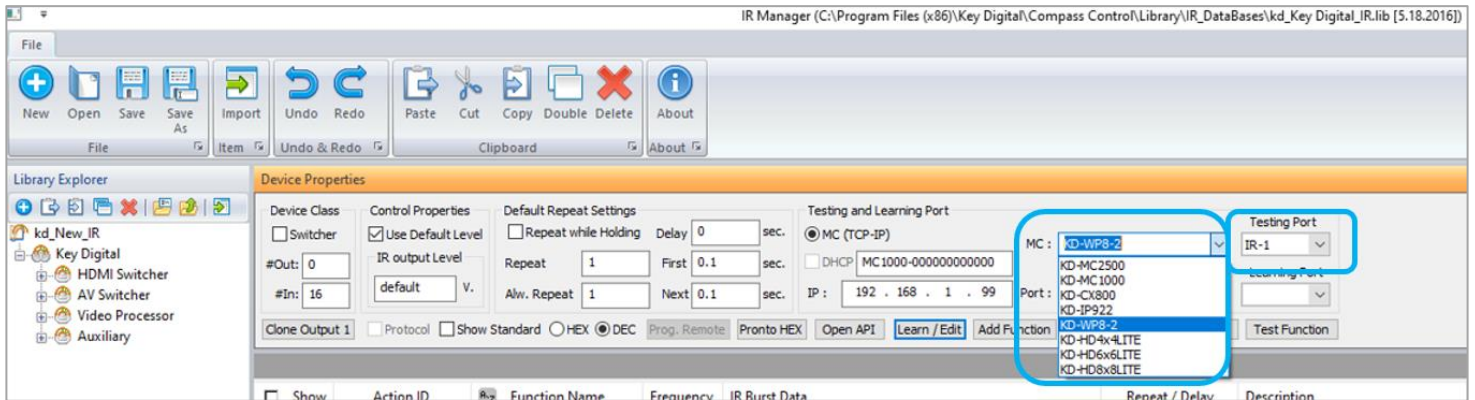 IR Manager (C:\Program Files (x86)\Key Digital\Compass Control\Library\IR_DataBases\kd_Key Digital_IR.lib [5.18.2016])
File
New Open Save Save As Import Undo Redo Paste Cut Copy Double Delete About
File Item Undo & Redo Clipboard About
Library Explorer
kd_New_IR
Key Digital
HDMI Switcher
AV Switcher
Video Processor
Auxiliary
Device Properties
Device Class
Switcher
#Out: 0
#In: 16
Control Properties
Use Default Level
IR output Level
default V.
Default Repeat Settings
Repeat while Holding Delay 0 sec.
Repeat 1 First 0.1 sec.
Alw. Repeat 1 Next 0.1 sec.
Testing and Learning Port
MC (TCP-IP)
DHCP MC1000-000000000000
IP : 192 . 168 . 1 . 99 Port :
MC : KD-WP8-2
KD-MC2500
KD-MC1000
KD-CX800
KD-IP922
KD-WP8-2
KD-HD4x4LITE
KD-HD6x6LITE
KD-HD8x8LITE
Testing Port
IR-1
Learning Port
Clone Output 1 Protocol Show Standard HEX DEC Prog. Remote Pronto HEX Open API Learn / Edit Add Function Test Function
Show Action ID Function Name Frequency IR Burst Data Repeat / Delay Description